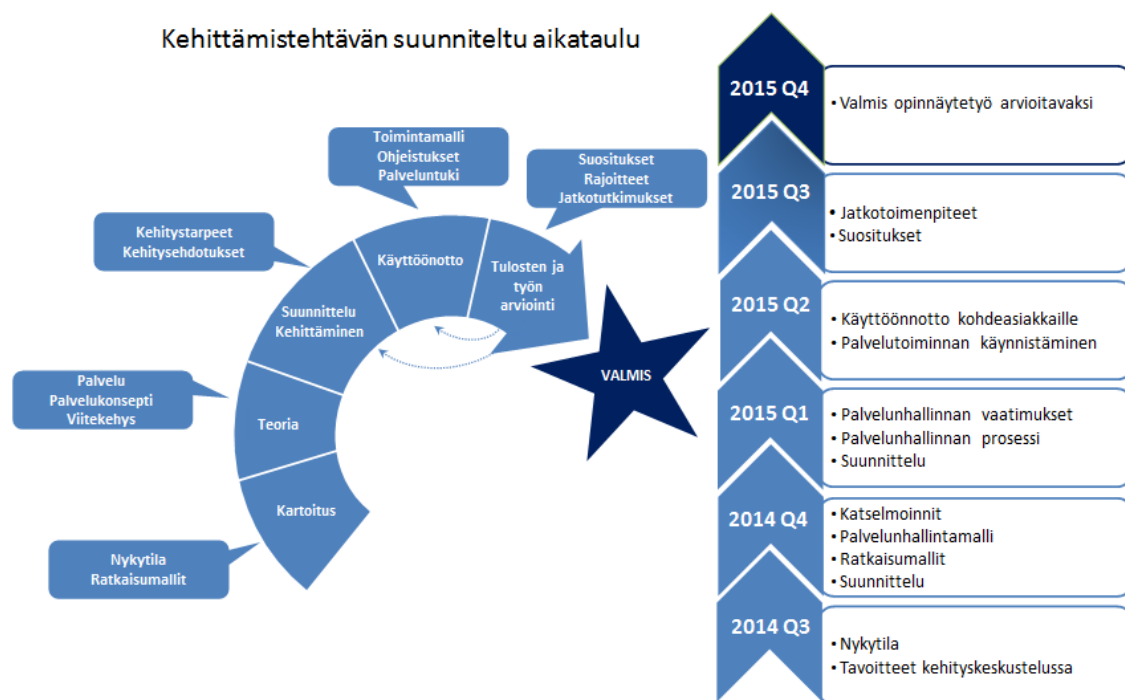 Kehittämistehtävän suunniteltu aikataulu
Toimintamalli
Ohjeistukset
Palveluntuki
Suositukset
Rajoitteet
Jatkotutkimukset
Kehitystarpeet
Kehitysehdotukset
Käyttöönotto
Tulosten ja
työn
arviointi
Suunnittelu
Kehittäminen
Palvelu
Palvelukonsepti
Viitekehys
Teoria
VALMIS
Kartoitus
Nykytila
Ratkaisumallit
2015 Q4
• Valmis opinnäytetyö arvioitavaksi
2015 Q3
• Jatkotoimenpiteet
• Suositukset
2015 Q2
• Käyttöönnotto kohdeasiakkaille
• Palvelutoiminnan käynnistäminen
2015 Q1
• Palvelunhallinnan vaatimukset
• Palvelunhallinnan prosessi
• Suunnittelu
2014 Q4
• Katselmoinnit
• Palvelunhallintamalli
• Ratkaisumallit
• Suunnittelu
2014 Q3
• Nykytila
• Tavoitteet kehityskeskustelussa